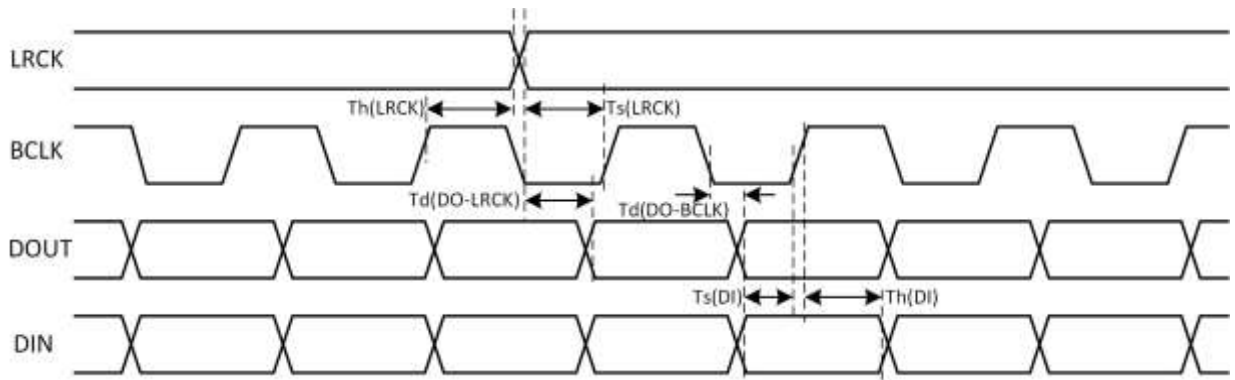 LRCK
Th(LRCK) Ts(LRCK)
BCLK
Td(DO-LRCK) Td(DO-BCLK)
DOUT
Ts(DI) Th(DI)
DIN